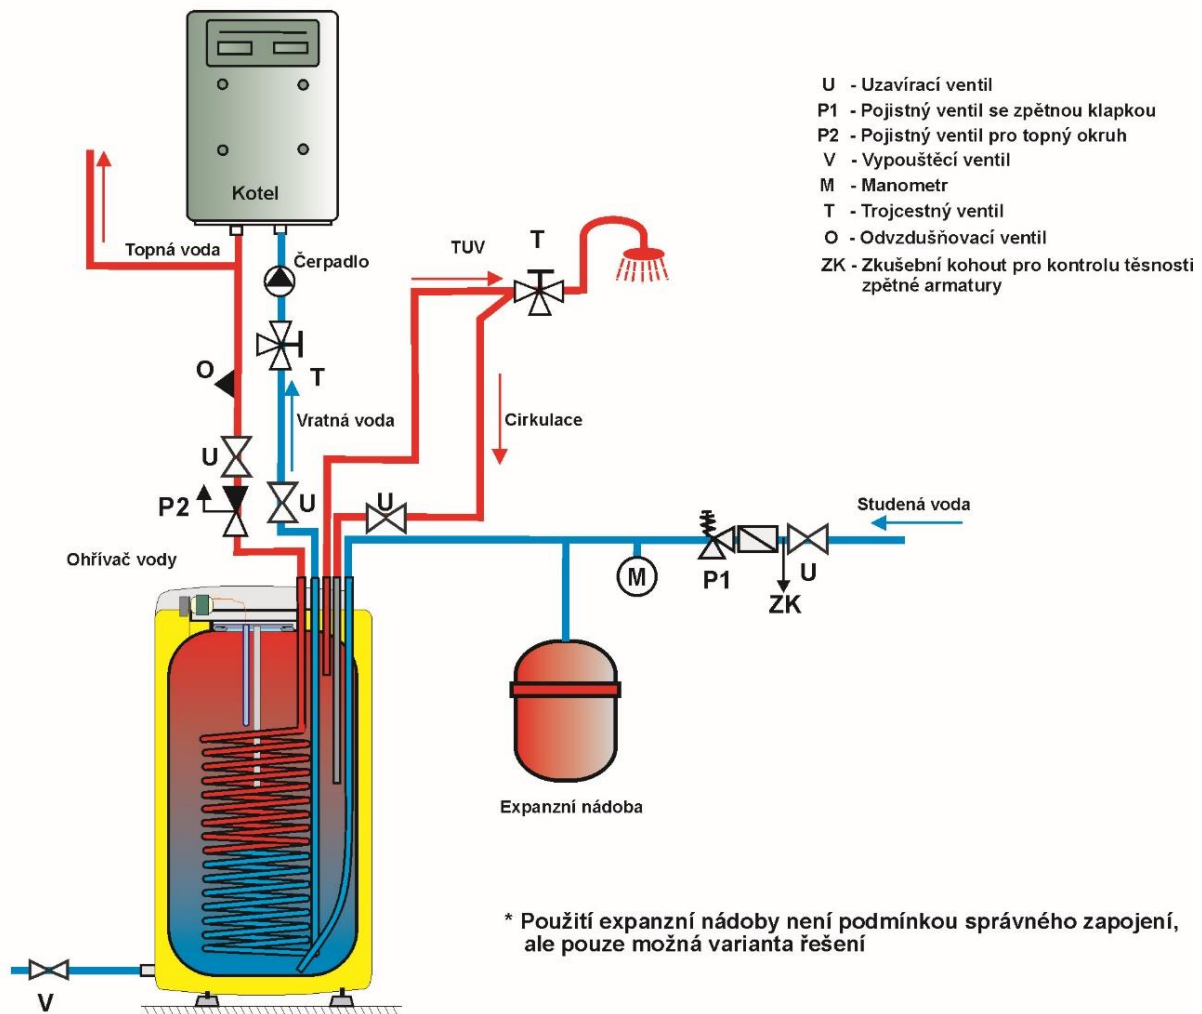 Kotel
U - Uzavírací ventil
P1 - Pojistný ventil se zpětnou klapkou
P2 - Pojistný ventil pro topný okruh
V - Vypouštěcí ventil
M - Manometr
T - Trojcestný ventil
O - Odvzdušňovací ventil
ZK - Zkušební kohout pro kontrolu těsnosti
zpětné armatury
Topná voda
Čerpadlo
TUV
T
O
T
Vratná voda
Cirkulace
U
P2
U
U
Studená voda
Ohřívač vody
M
P1
U
ZK
Expanzní nádoba
* Použití expanzní nádoby není podmínkou správného zapojení,
ale pouze možná varianta řešení
V